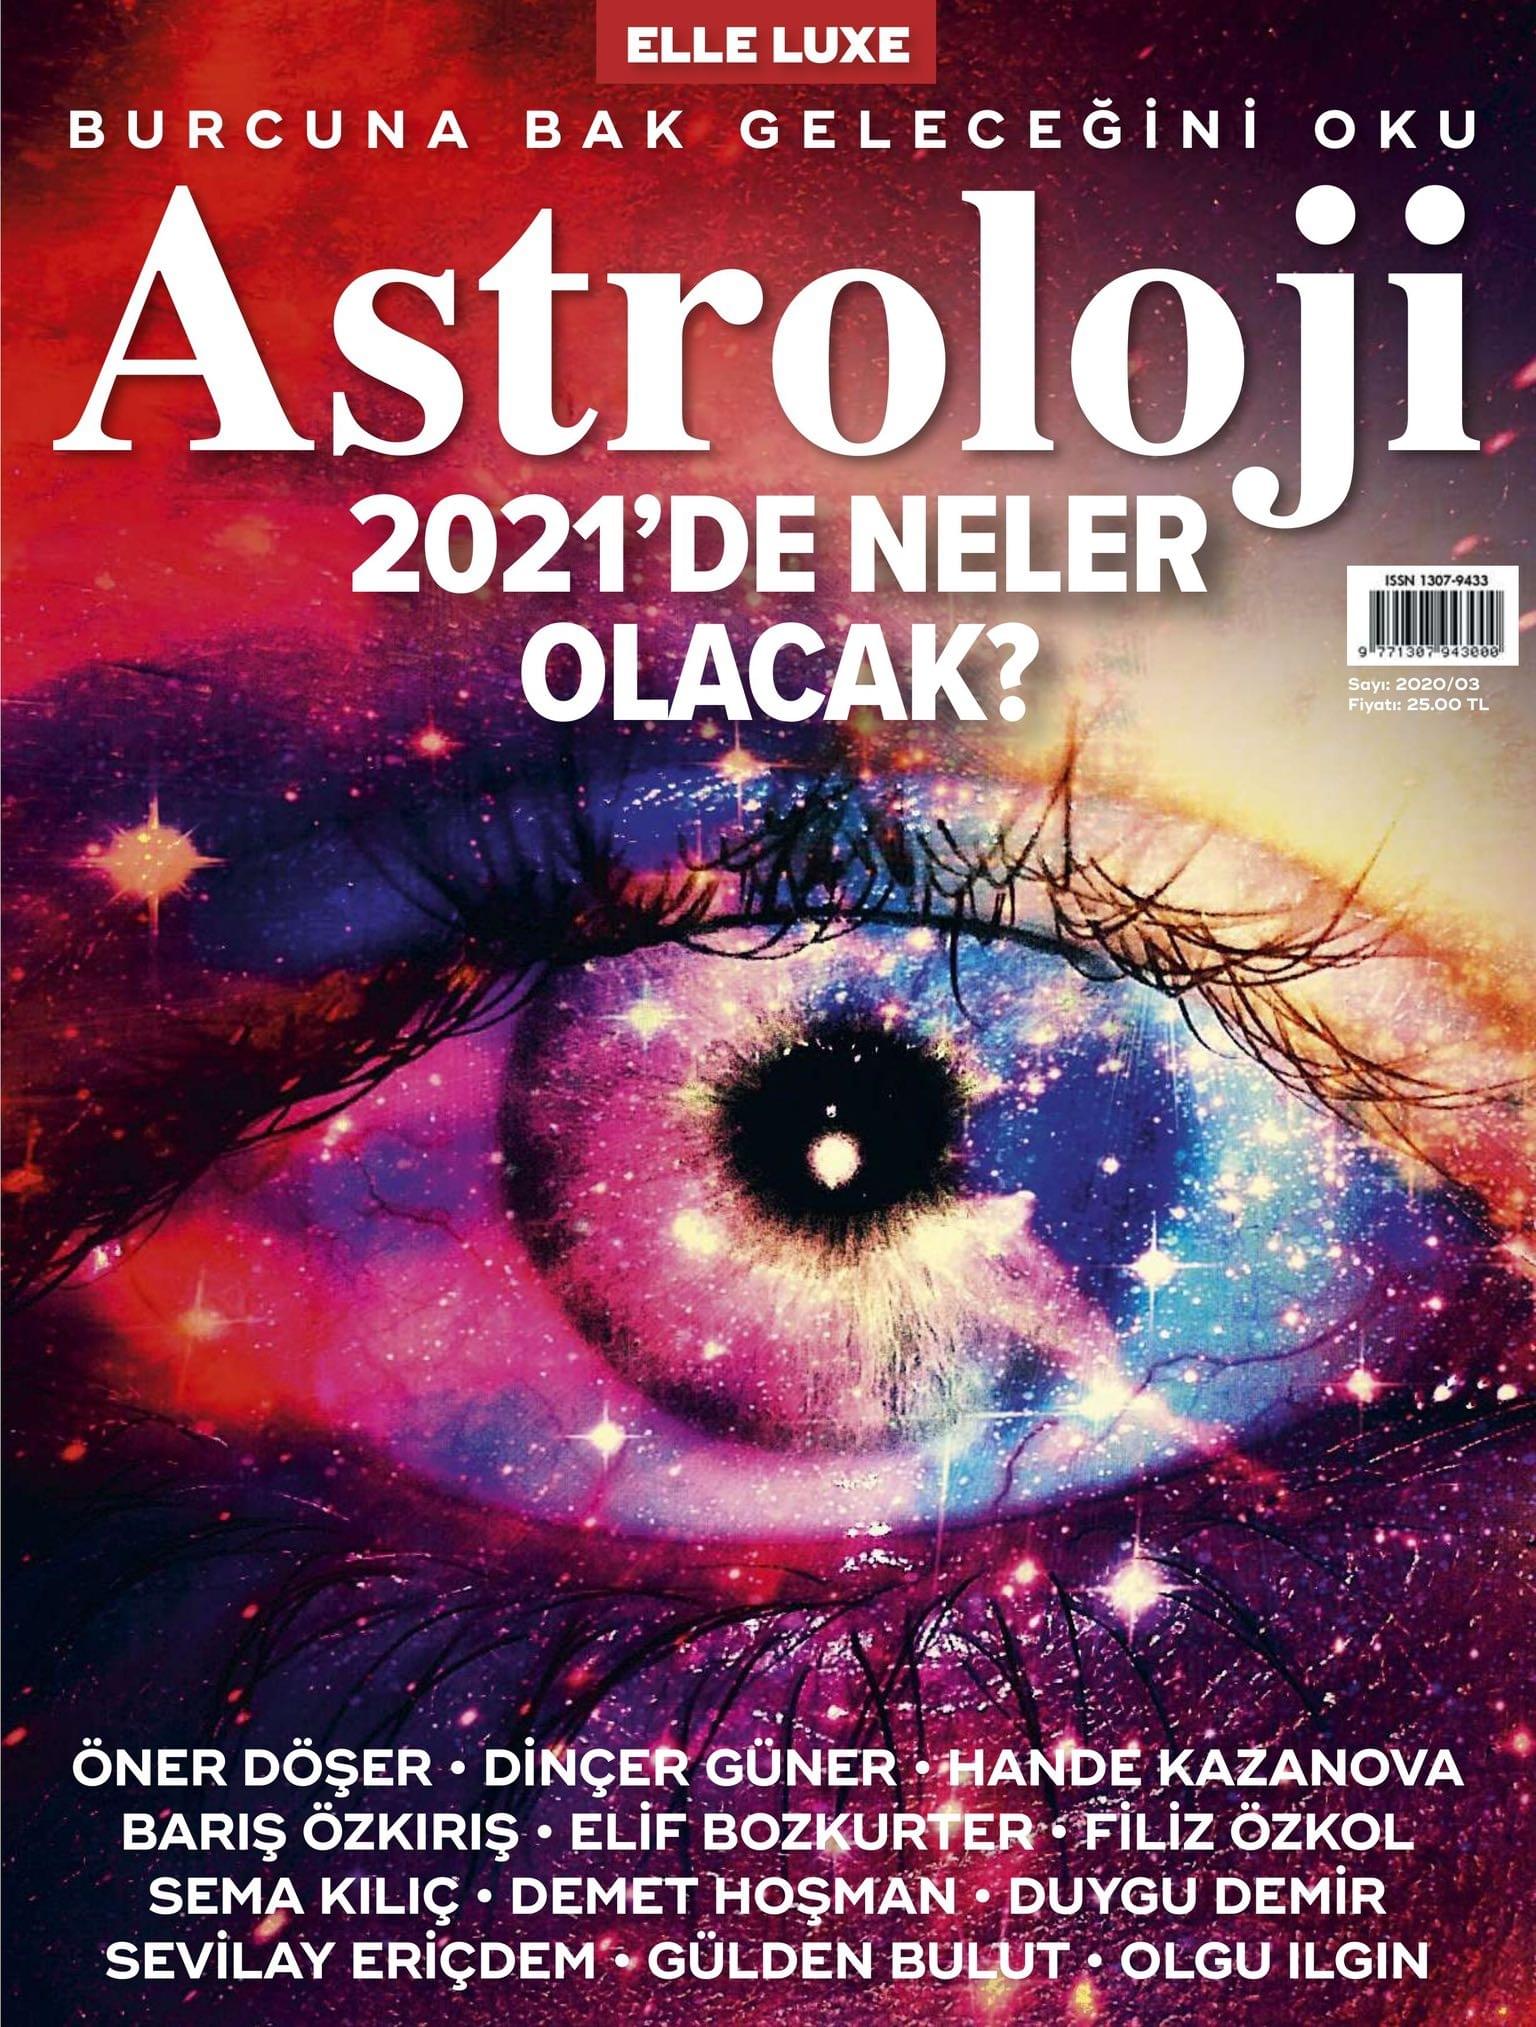 ELLE LUXE
BURCUNA BAK GELECEĞİNİ OKU
Astroloji
2021'DE NELER
OLACAK?
ISSN 1307-9433
9 771307 943000
Sayı: 2020/03
Fiyatı: 25.00 TL
ÖNER DÖŞER • DİNÇER GÜNER • HANDE KAZANOVA
BARIŞ ÖZKIRIŞ • ELİF BOZKURTER • FİLİZ ÖZKOL
SEMA KILIÇ • DEMET HOŞMAN • DUYGU DEMİR
SEVİLAY ERİÇDEM • GÜLDEN BULUT • OLGU ILGIN